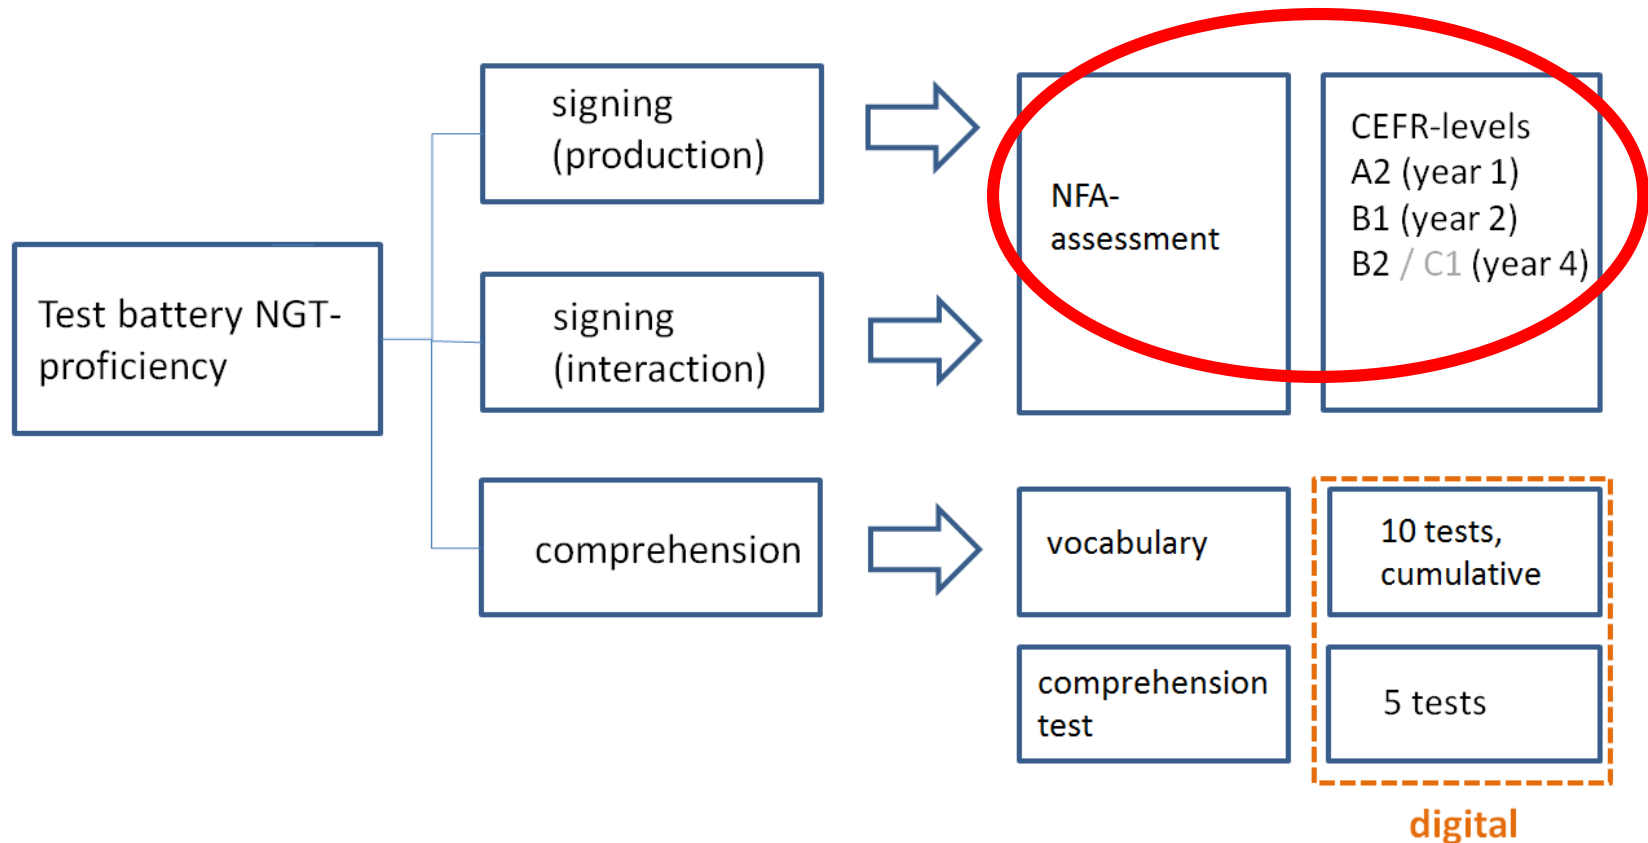 Test battery NGT-
proficiency
signing
(production)
signing
(interaction)
comprehension
NFA-
assessment
CEFR-levels
A2 (year 1)
B1 (year 2)
B2 / C1 (year 4)
vocabulary
10 tests,
cumulative
comprehension
test
5 tests
digital